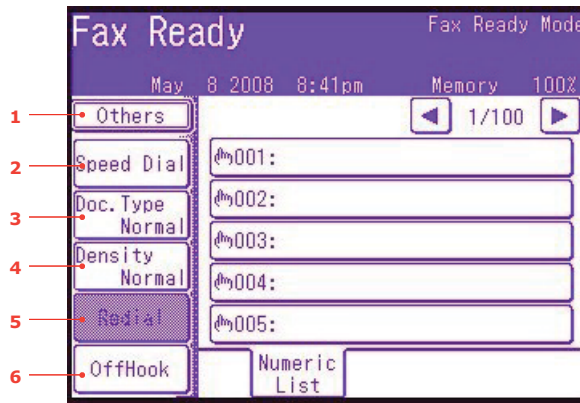 Fax Ready
Fax Ready Mode
May 8 2008 8:41pm Memory 100%
1
Others
1/100
2
Speed Dial
001:
3
Doc.Type
Normal
002:
003:
4
Density
Normal
004:
5
Redial
005:
6
OffHook
Numeric
List